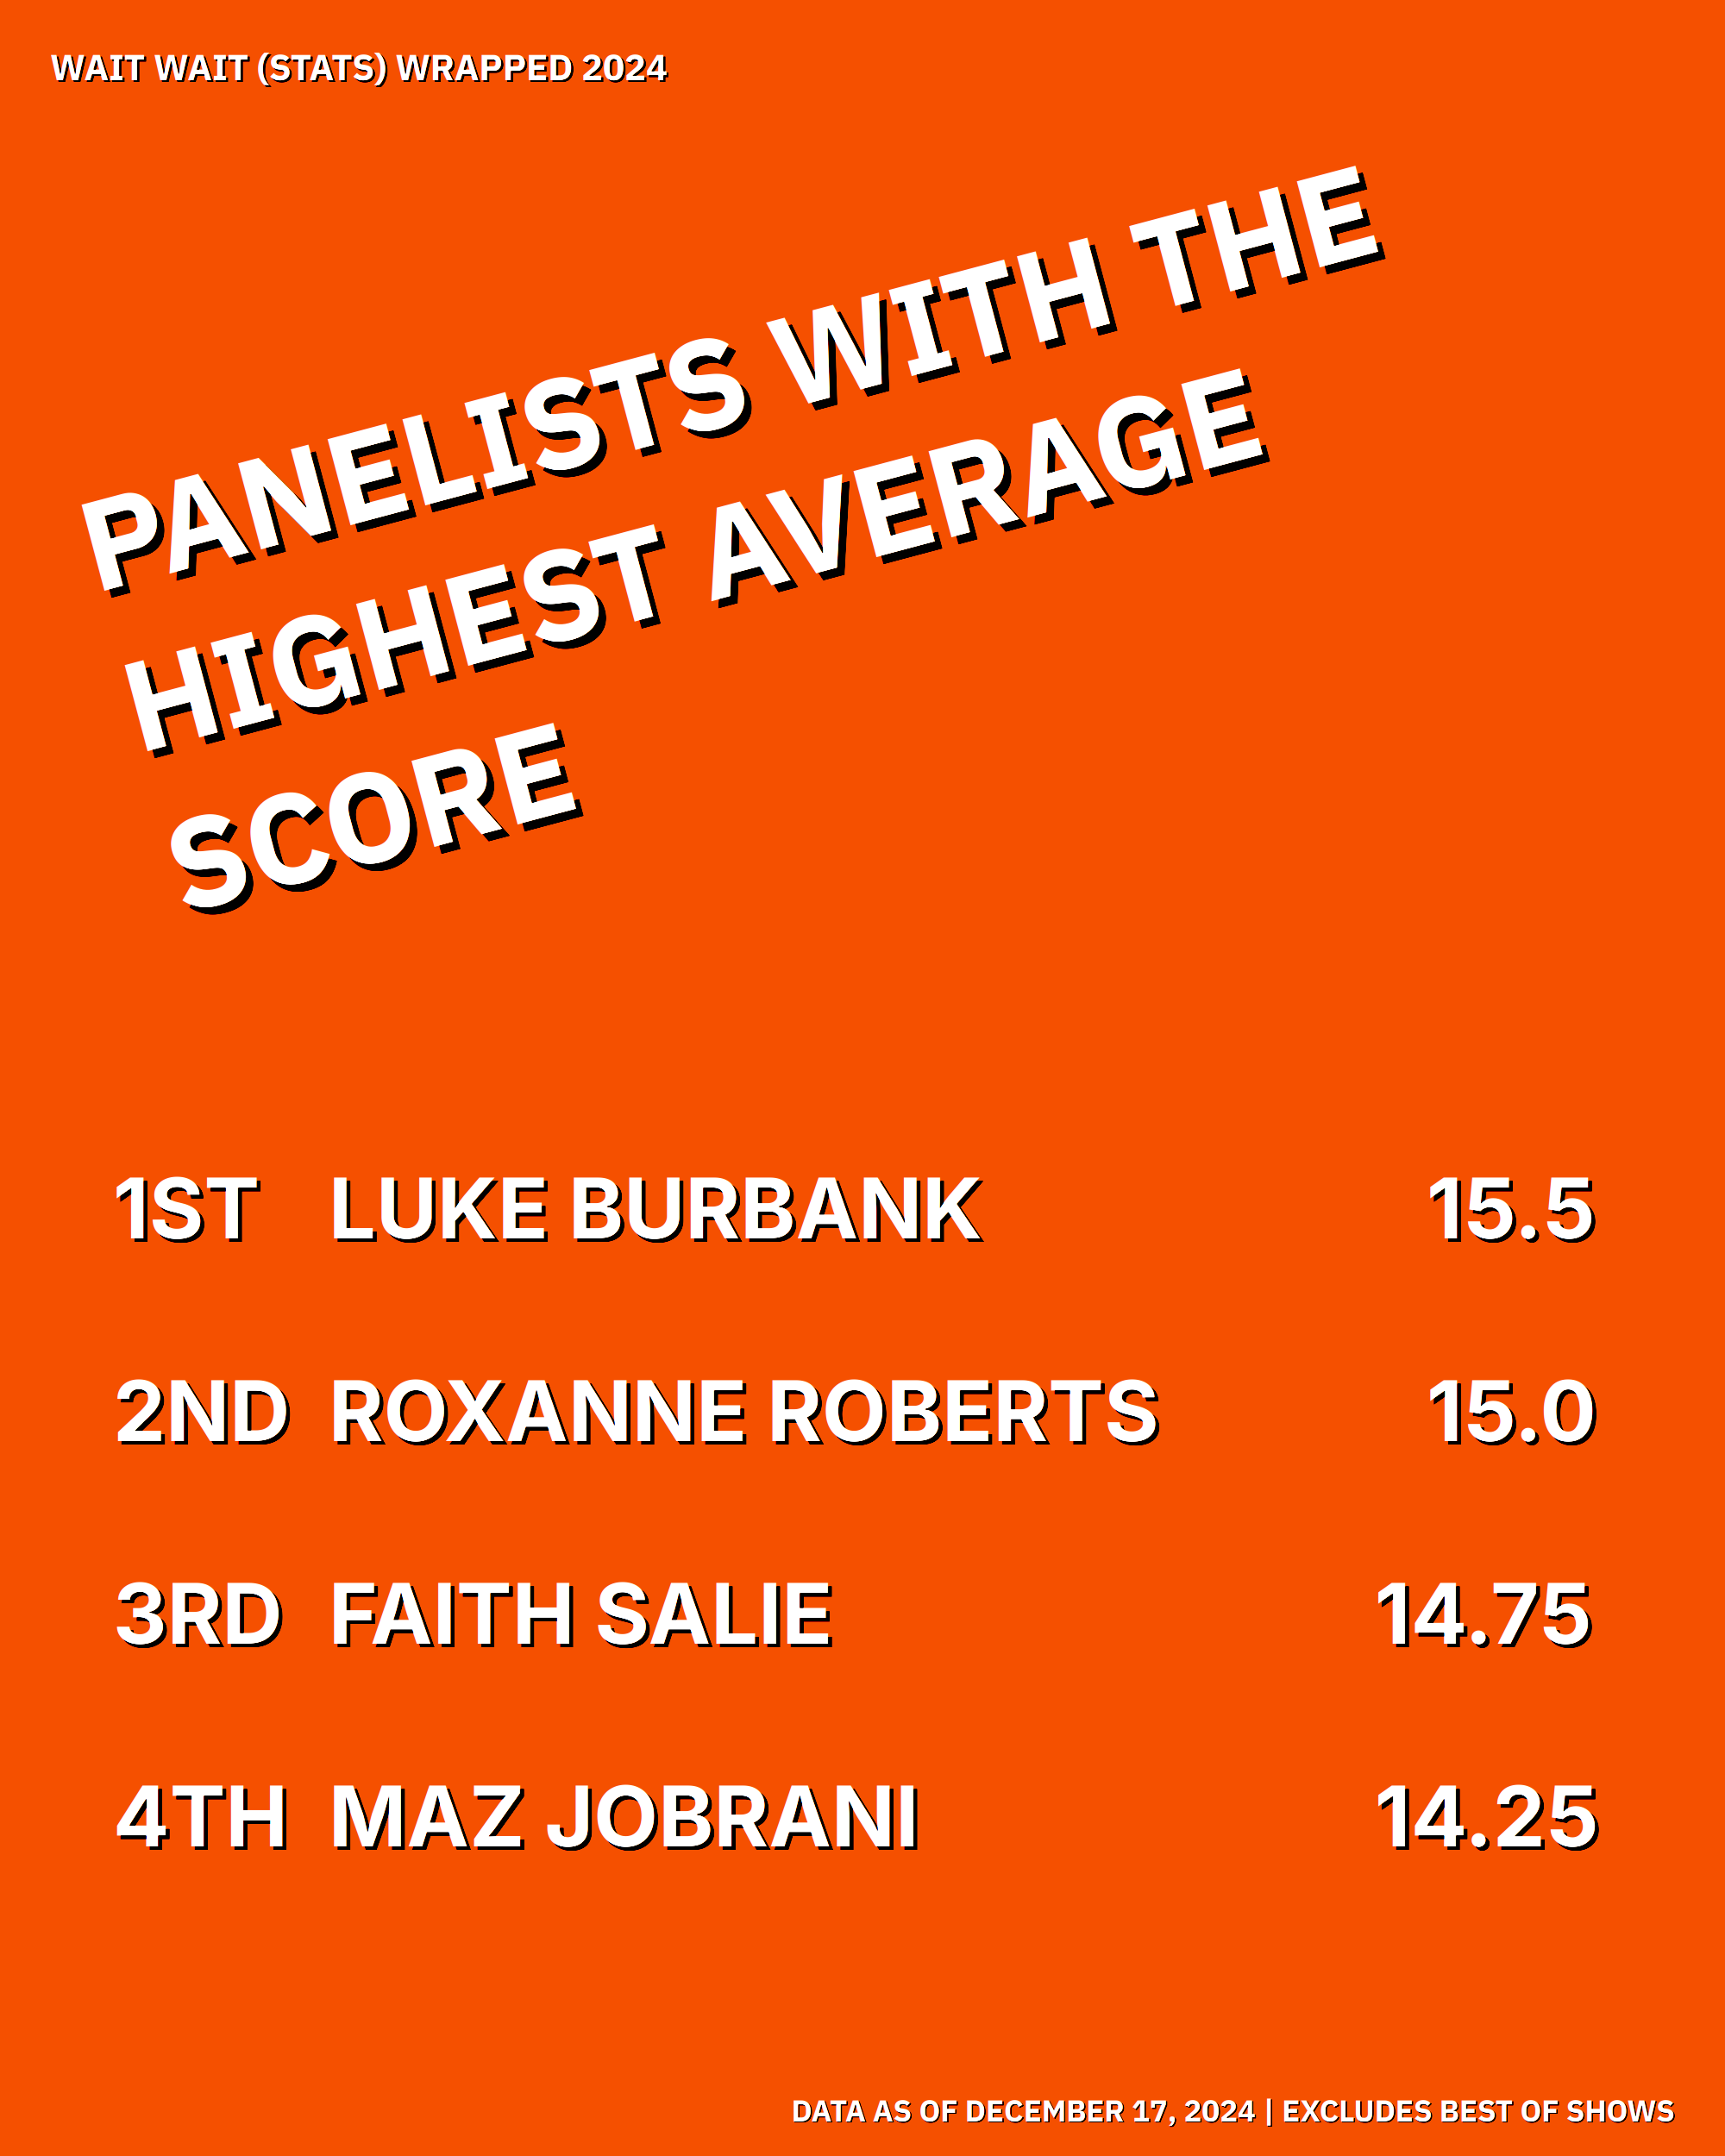 WAIT WAIT (STATS) WRAPPED 2024
PANELISTS WITH THE
HIGHEST AVERAGE
SCORE
1ST LUKE BURBANK 15.5
2ND ROXANNE ROBERTS 15.0
3RD FAITH SALIE 14.75
4TH MAZ JOBRANI 14.25
DATA AS OF DECEMBER 17, 2024 | EXCLUDES BEST OF SHOWS